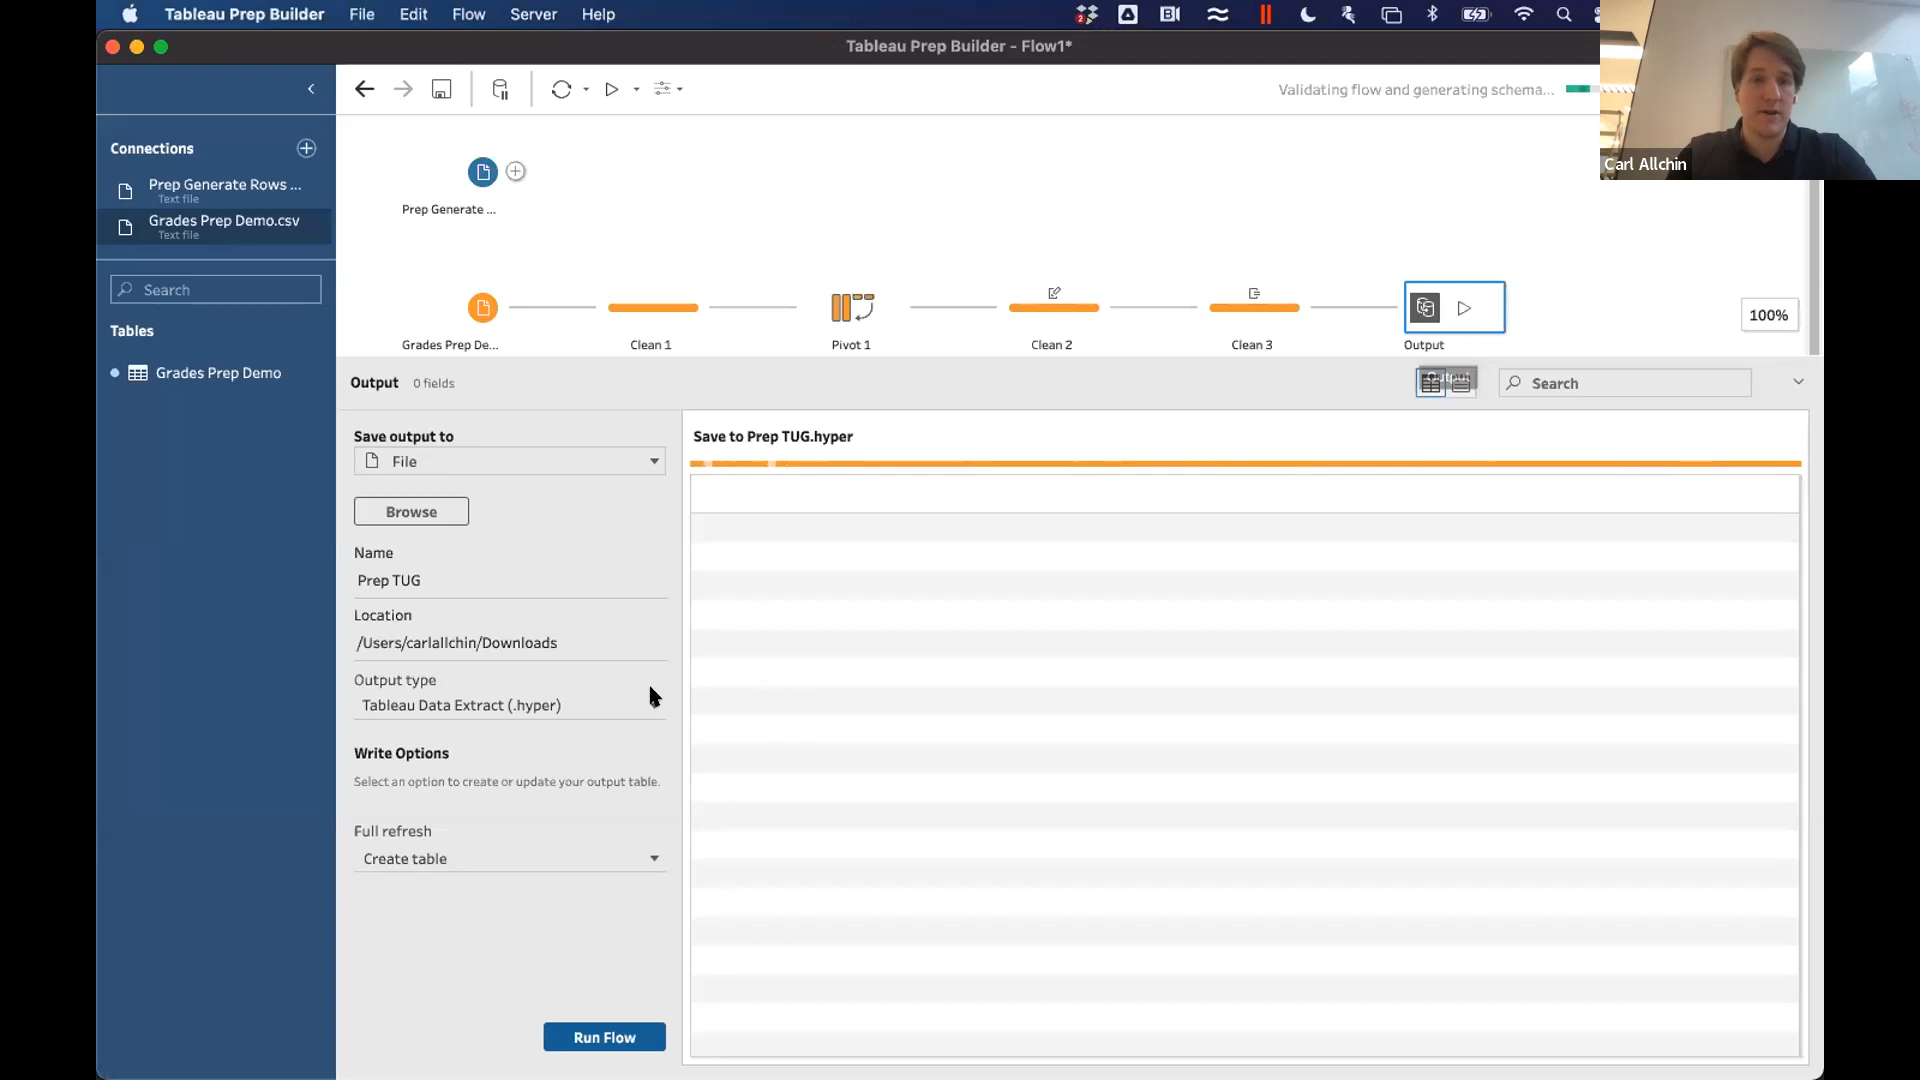 Tableau Prep Builder File Edit Flow Server Help
Tableau Prep Builder - Flow1*
Validating flow and generating schema...
Carl Allchin
Connections
Prep Generate Rows ...
Text file
Grades Prep Demo.csv
Text file
Search
Tables
Grades Prep Demo
Prep Generate ...
100%
Grades Prep De...
Clean 1
Pivot 1
Clean 2
Clean 3
Output
Output 0 fields
Output
Search
Save output to
File
Browse
Name
Prep TUG
Location
/Users/carlallchin/Downloads
Output type
Tableau Data Extract (.hyper)
Write Options
Select an option to create or update your output table.
Full refresh
Create table
Run Flow
Save to Prep TUG.hyper